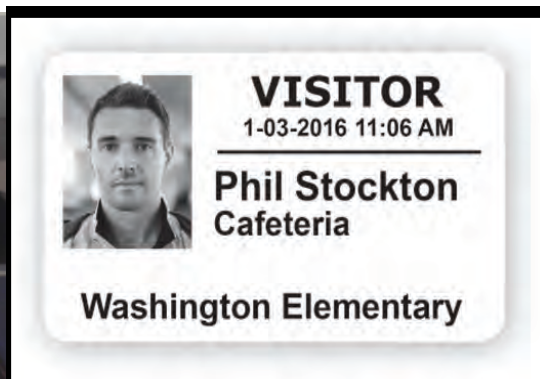 VISITOR
1-03-2016 11:06 AM
Phil Stockton
Cafeteria
Washington Elementary